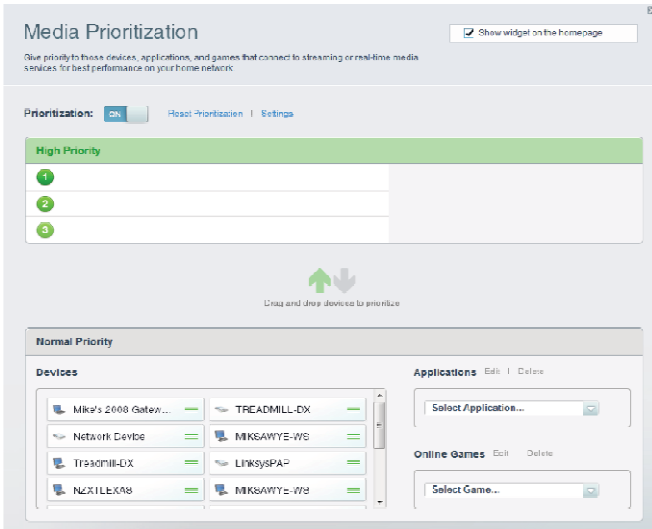 Media Prioritization
Show widget on the homepage
Give priority to those devices, applications, and games that connect to streaming or real-time media
services for best performance on your home network
Prioritization: ON Reset Prioritization | Settings
High Priority
1
2
3
Drag and drop devices to prioritize
Normal Priority
Devices
Applications Edit | Delete
Mike's 2008 Gatew... TREADMILL-DX
Select Application...
Network Device MIKSAWYE-WS
Treadmill-DX LinksysPAP
Online Games Edit Delete
NZXTLEXA8 MIKSAWYE-WS
Select Game...